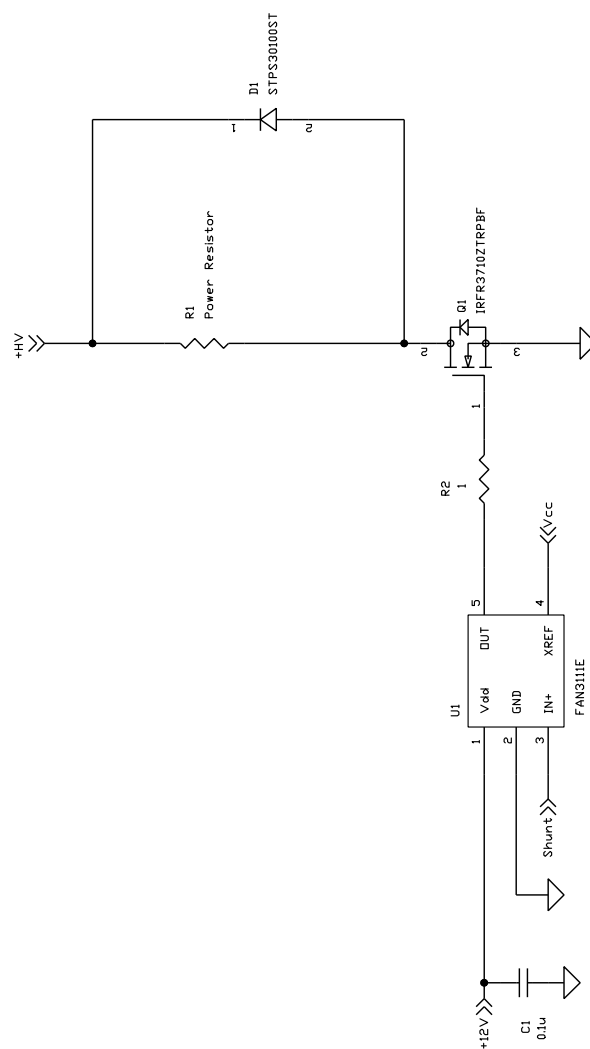 D1
STPS30100ST
1
2
+HV
R1
Power Resistor
Q1
IRFR3710ZTRPBF
2
3
1
R2
1
Vcc
5
4
OUT
XREF
U1
Vdd
GND
IN+
FAN3111E
1
2
3
Shunt
+12V
C1
0.1u